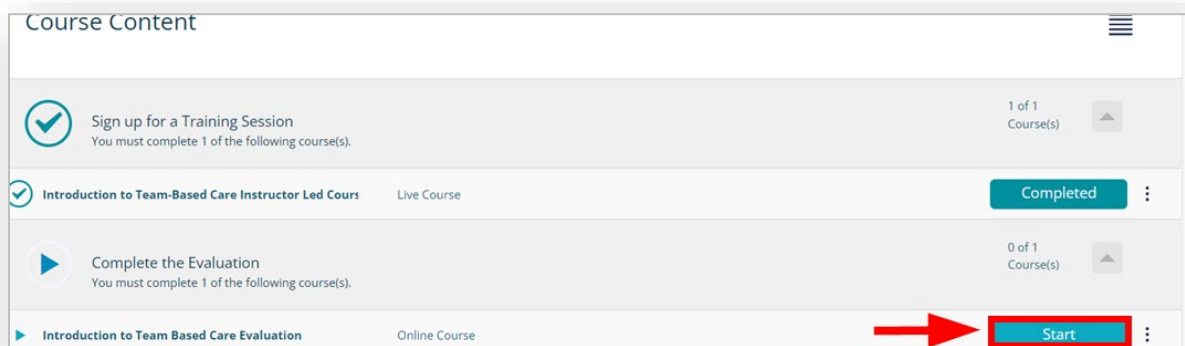 Course Content
Sign up for a Training Session
You must complete 1 of the following course(s).
1 of 1
Course(s)
Introduction to Team-Based Care Instructor Led Cours
Live Course
Completed
Complete the Evaluation
You must complete 1 of the following course(s).
0 of 1
Course(s)
Introduction to Team Based Care Evaluation
Online Course
Start